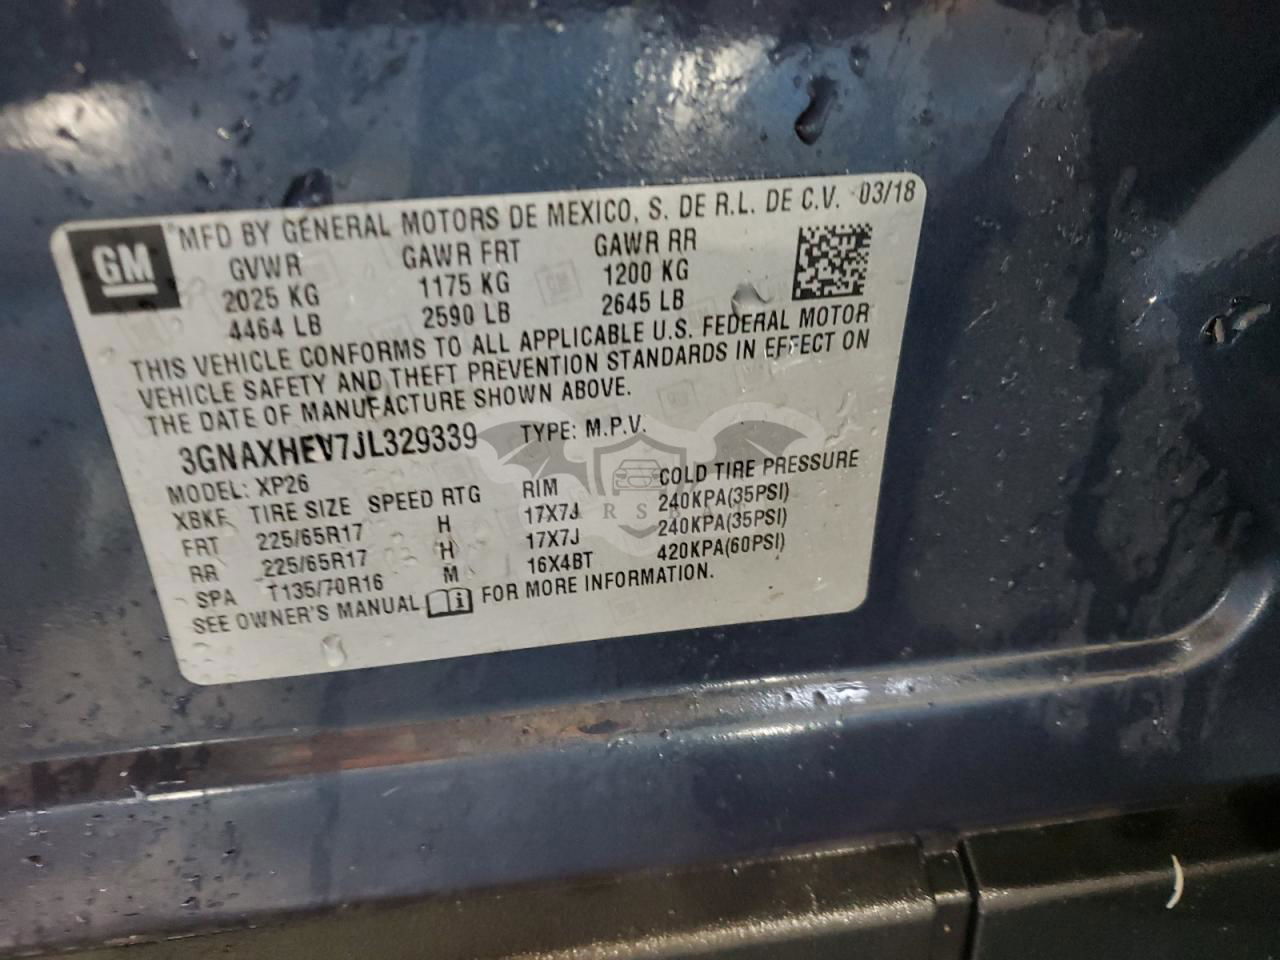 GM
MFD BY GENERAL MOTORS DE MEXICO, S. DE R.L. DE C.V. 03/18
GVWR GAWR FRT GAWR RR
2025 KG 1175 KG 1200 KG
4464 LB 2590 LB 2645 LB
THIS VEHICLE CONFORMS TO ALL APPLICABLE U.S. FEDERAL MOTOR
VEHICLE SAFETY AND THEFT PREVENTION STANDARDS IN EFFECT ON
THE DATE OF MANUFACTURE SHOWN ABOVE.
3GNAXHEV7JL329339 TYPE: M.P.V.
MODEL: XP26
XBKF TIRE SIZE SPEED RTG RIM COLD TIRE PRESSURE
FRT 225/65R17 H 17X7J 240KPA(35PSI)
RR 225/65R17 H 17X7J 240KPA(35PSI)
SPA T135/70R16 M 16X4BT 420KPA(60PSI)
SEE OWNER'S MANUAL FOR MORE INFORMATION.